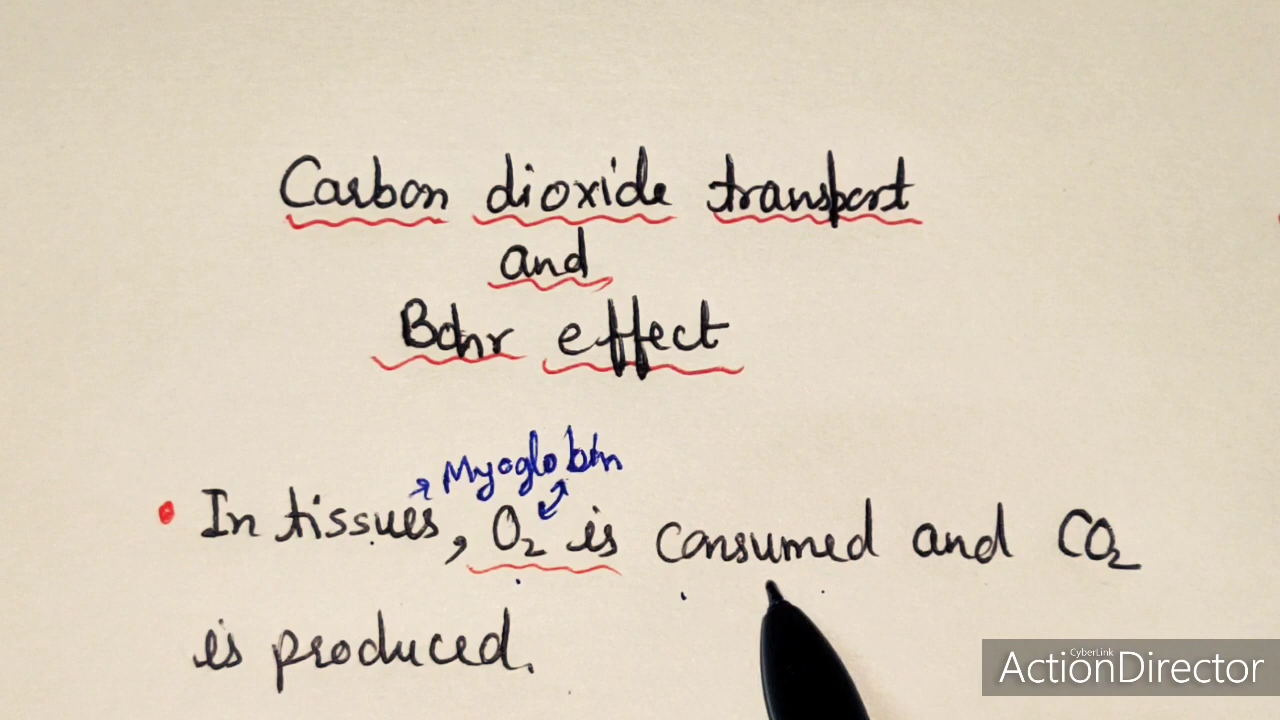 Carbon dioxide transport
and
Bohr effect
Myoglobin
• In tissues, O₂ is consumed and CO₂
is produced.
CyberLink
ActionDirector